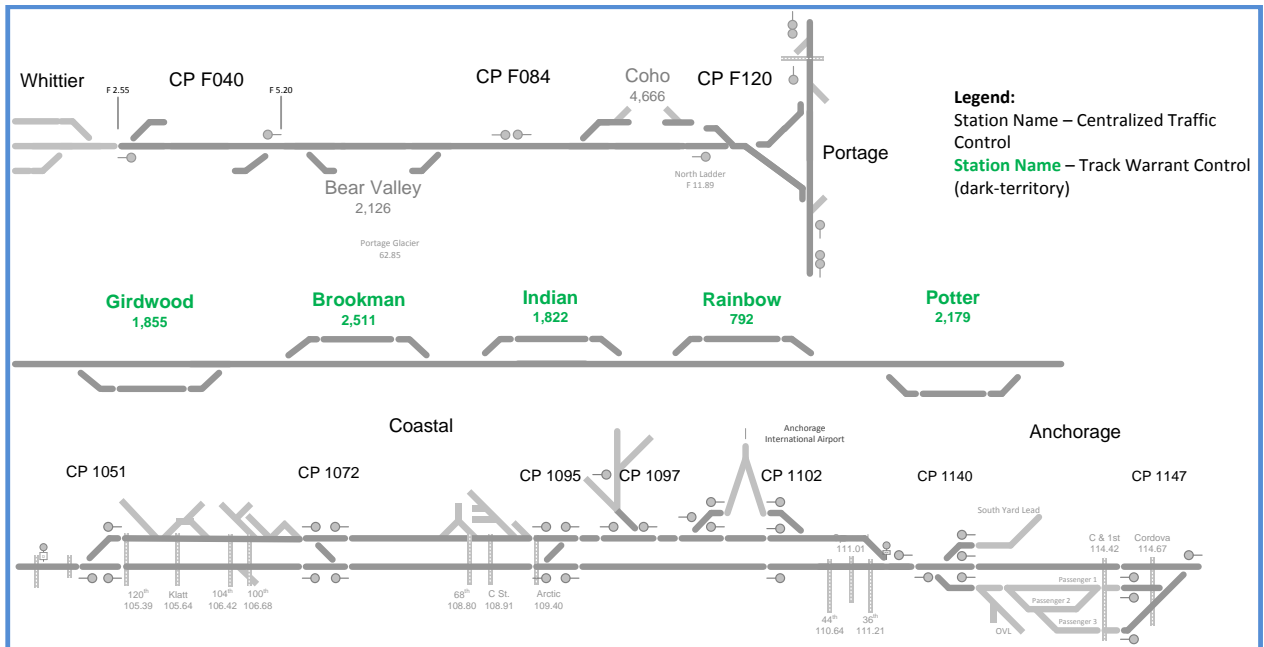 Whittier
CP F040
CP F084
Coho
4,666
CP F120
F 2.55
F 5.20
Legend:
Station Name – Centralized Traffic
Control
Station Name – Track Warrant Control
(dark-territory)
Portage
North Ladder
F 11.89
Bear Valley
2,126
Portage Glacier
62.85
Girdwood
1,855
Brookman
2,511
Indian
1,822
Rainbow
792
Potter
2,179
Coastal
Anchorage
International Airport
Anchorage
CP 1051
CP 1072
CP 1095
CP 1097
CP 1102
CP 1140
CP 1147
South Yard Lead
111.01
C & 1st
114.42
Cordova
114.67
120th
105.39
Klatt
105.64
104th
106.42
100th
106.68
68th
108.80
C St.
108.91
Arctic
109.40
44th
110.64
36th
111.21
Passenger 1
Passenger 2
Passenger 3
OVL